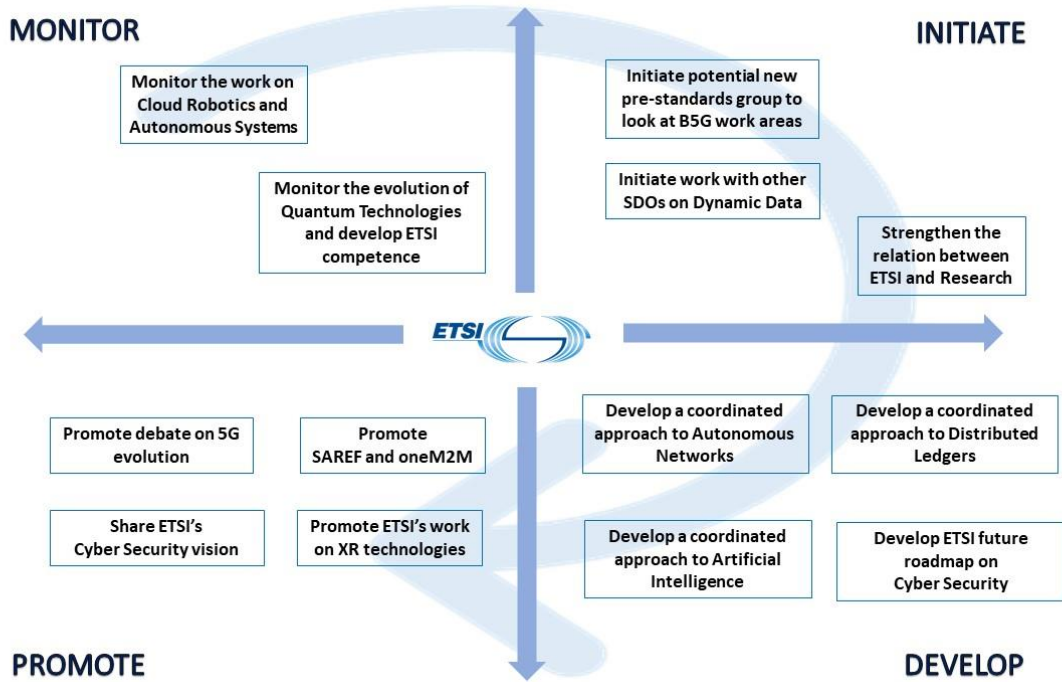 MONITOR
INITIATE
Monitor the work on
Cloud Robotics and
Autonomous Systems
Initiate potential new
pre-standards group to
look at B5G work areas
Monitor the evolution of
Quantum Technologies
and develop ETSI
competence
Initiate work with other
SDOs on Dynamic Data
Strengthen the
relation between
ETSI and Research
ETSI
Promote debate on 5G
evolution
Promote
SAREF and oneM2M
Develop a coordinated
approach to Autonomous
Networks
Develop a coordinated
approach to Distributed
Ledgers
Share ETSI's
Cyber Security vision
Promote ETSI's work
on XR technologies
Develop a coordinated
approach to Artificial
Intelligence
Develop ETSI future
roadmap on
Cyber Security
PROMOTE
DEVELOP